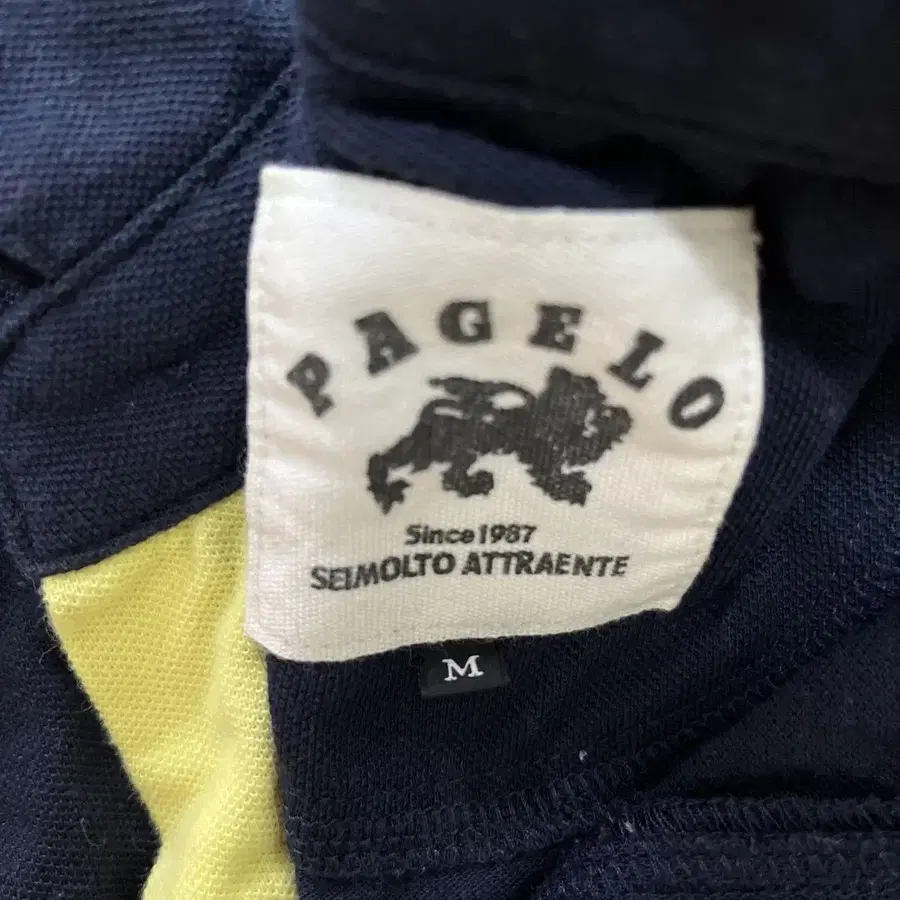 PAGELO
Since 1987
SEIMOLTO ATTRAENTE
M